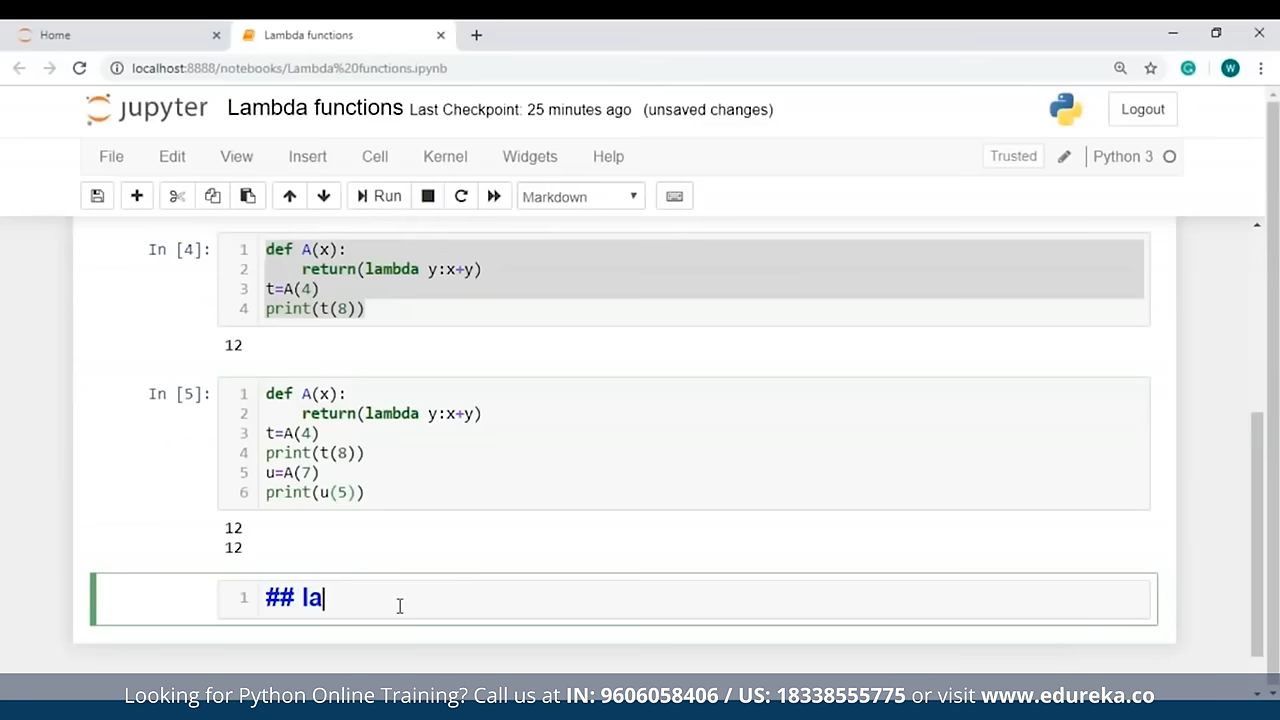 Home
Lambda functions
localhost:8888/notebooks/Lambda%20functions.ipynb
W
jupyter Lambda functions Last Checkpoint: 25 minutes ago (unsaved changes)
Logout
File Edit View Insert Cell Kernel Widgets Help
Trusted
Python 3
Run
Markdown
In [4]:
1 def A(x):
2     return(lambda y:x+y)
3 t=A(4)
4 print(t(8))
12
In [5]:
1 def A(x):
2     return(lambda y:x+y)
3 t=A(4)
4 print(t(8))
5 u=A(7)
6 print(u(5))
12
12
1 ## la
Looking for Python Online Training? Call us at IN: 9606058406 / US: 18338555775 or visit www.edureka.co